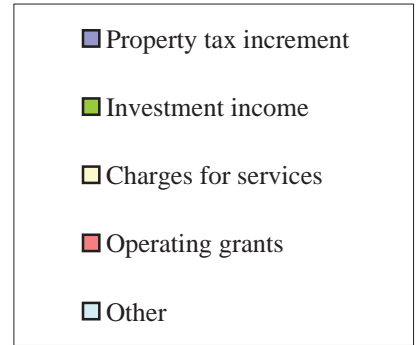 Property tax increment
Investment income
Charges for services
Operating grants
Other